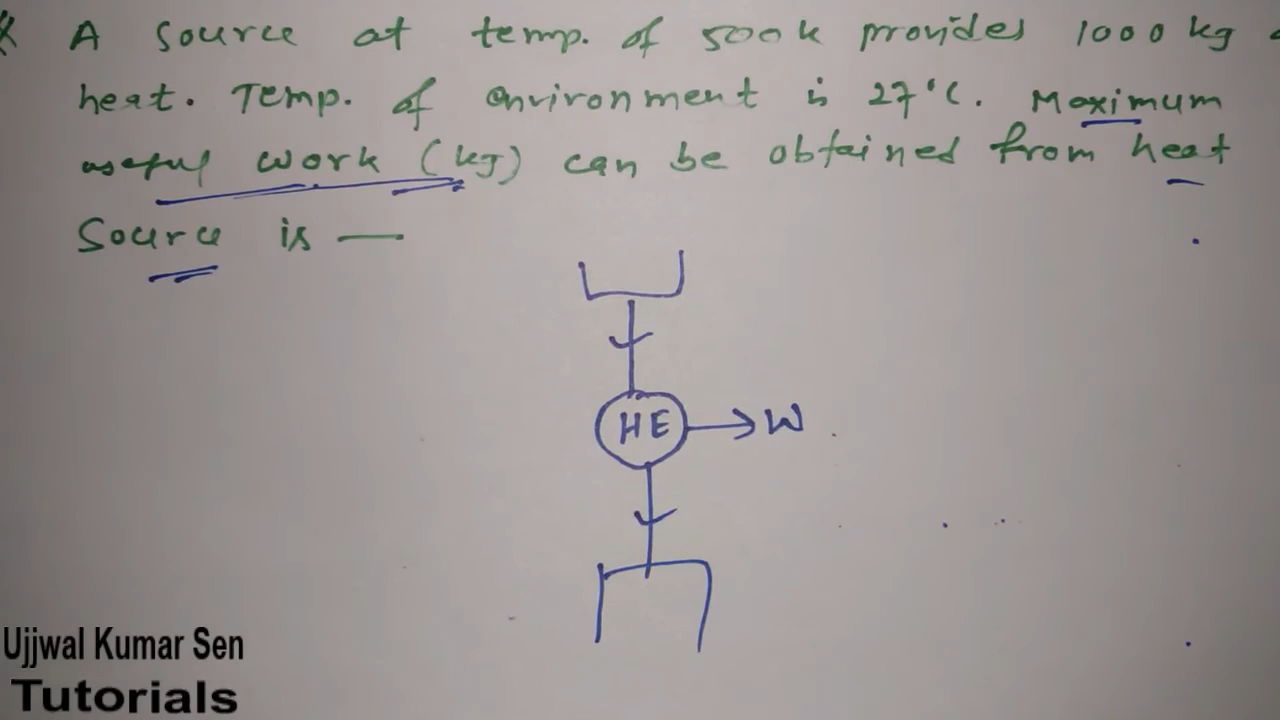 A source at temp. of 500k provides 1000 kg
heat. Temp. of environment is 27°C. Maximum
useful work (kJ) can be obtained from heat
Source is —
HE → W
Ujjwal Kumar Sen
Tutorials